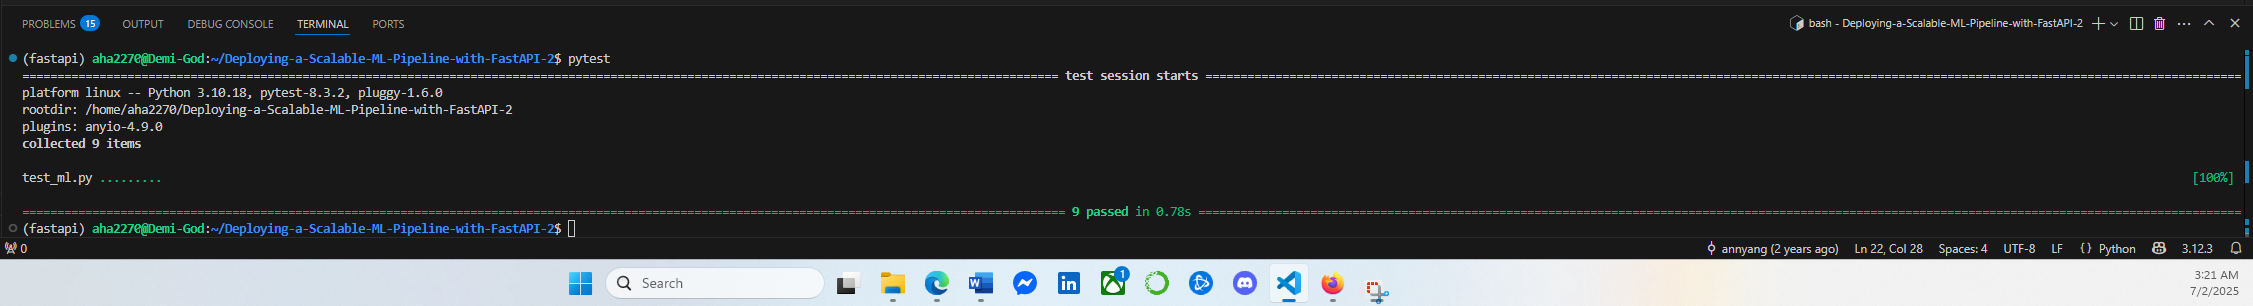 PROBLEMS 15 OUTPUT DEBUG CONSOLE TERMINAL PORTS bash - Deploying-a-Scalable-ML-Pipeline-with-FastAPI-2
(fastapi) aha2270@Demi-God:~/Deploying-a-Scalable-ML-Pipeline-with-FastAPI-2$ pytest
============================= test session starts =============================
platform linux -- Python 3.10.18, pytest-8.3.2, pluggy-1.6.0
rootdir: /home/aha2270/Deploying-a-Scalable-ML-Pipeline-with-FastAPI-2
plugins: anyio-4.9.0
collected 9 items
test_ml.py ......... [100%]
============================= 9 passed in 0.78s =============================
(fastapi) aha2270@Demi-God:~/Deploying-a-Scalable-ML-Pipeline-with-FastAPI-2$
0 annyang (2 years ago) Ln 22, Col 28 Spaces: 4 UTF-8 LF {} Python 3.12.3
Search 1 3:21 AM
7/2/2025